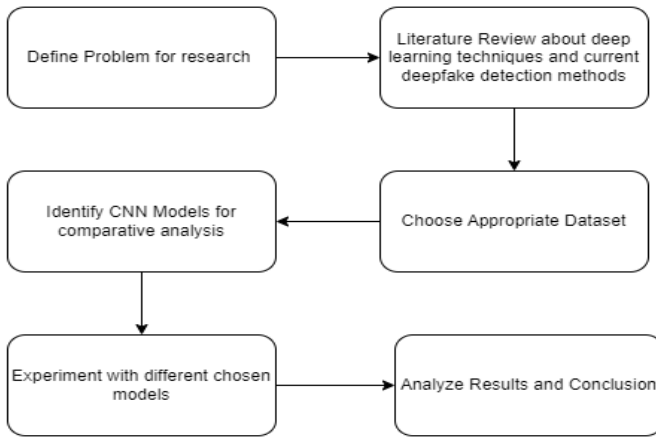 Define Problem for research
Literature Review about deep
learning techniques and current
deepfake detection methods
Choose Appropriate Dataset
Identify CNN Models for
comparative analysis
Experiment with different chosen
models
Analyze Results and Conclusion